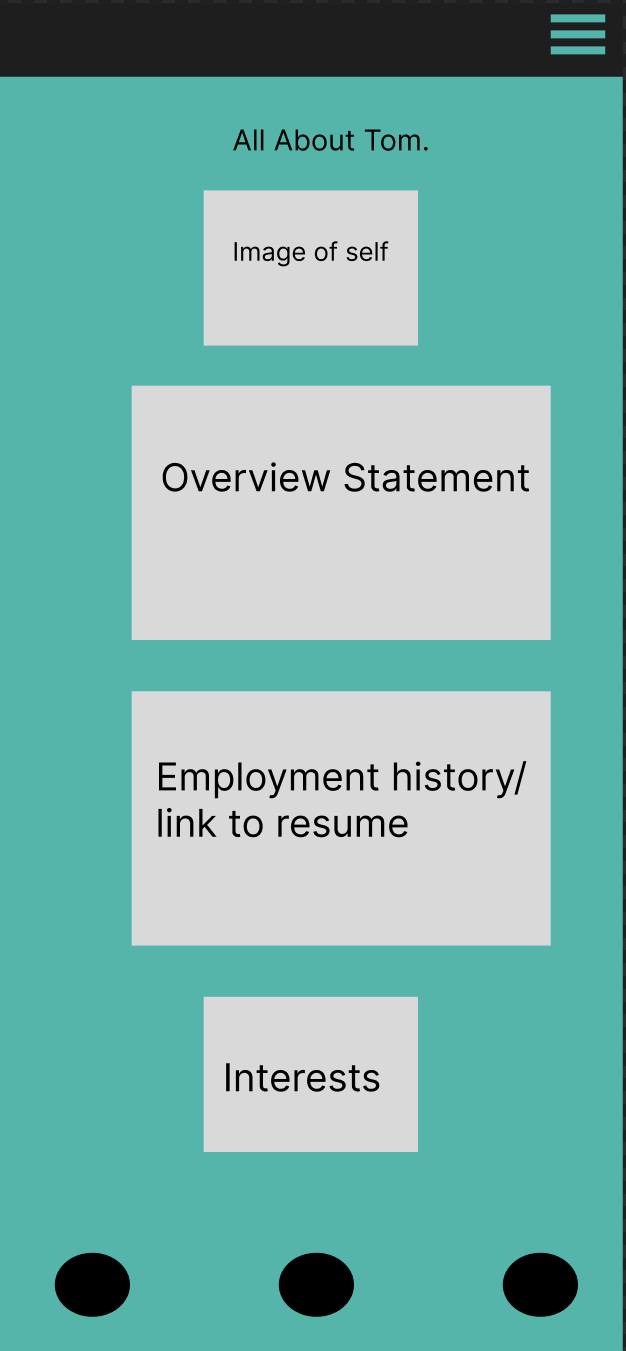 All About Tom.
Image of self
Overview Statement
Employment history/
link to resume
Interests